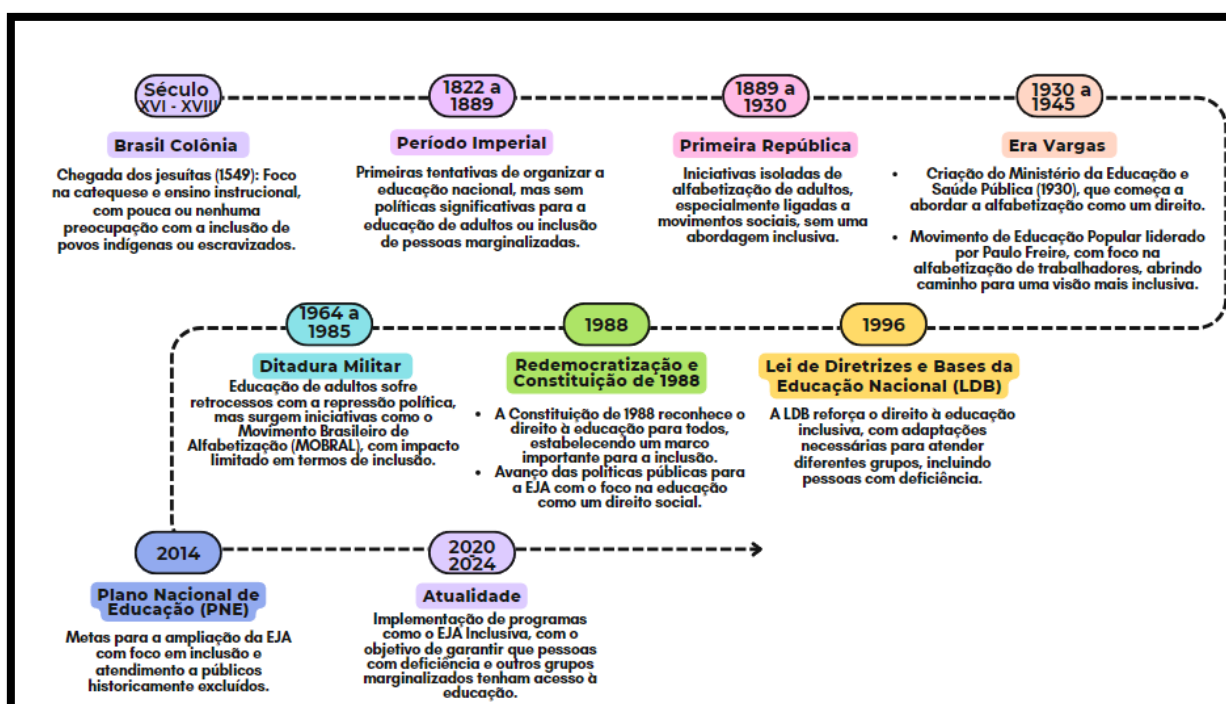 Século
XVI - XVIII
Brasil Colônia
Chegada dos jesuítas (1549): Foco
na catequese e ensino instrucional,
com pouca ou nenhuma
preocupação com a inclusão de
povos indígenas ou escravizados.
1822 a
1889
Período Imperial
Primeiras tentativas de organizar a
educação nacional, mas sem
políticas significativas para a
educação de adultos ou inclusão
de pessoas marginalizadas.
1889 a
1930
Primeira República
Iniciativas isoladas de
alfabetização de adultos,
especialmente ligadas a
movimentos sociais, sem uma
abordagem inclusiva.
1930 a
1945
Era Vargas
• Criação do Ministério da Educação e
Saúde Pública (1930), que começa a
abordar a alfabetização como um direito.
• Movimento de Educação Popular liderado
por Paulo Freire, com foco na
alfabetização de trabalhadores, abrindo
caminho para uma visão mais inclusiva.
1964 a
1985
Ditadura Militar
Educação de adultos sofre
retrocessos com a repressão política,
mas surgem iniciativas como o
Movimento Brasileiro de
Alfabetização (MOBRAL), com impacto
limitado em termos de inclusão.
1988
Redemocratização e
Constituição de 1988
• A Constituição de 1988 reconhece o
direito à educação para todos,
estabelecendo um marco
importante para a inclusão.
• Avanço das políticas públicas para
a EJA com o foco na educação
como um direito social.
1996
Lei de Diretrizes e Bases da
Educação Nacional (LDB)
A LDB reforça o direito à educação
inclusiva, com adaptações
necessárias para atender
diferentes grupos, incluindo
pessoas com deficiência.
2014
Plano Nacional de
Educação (PNE)
Metas para a ampliação da EJA
com foco em inclusão e
atendimento a públicos
historicamente excluídos.
2020
-
2024
Atualidade
Implementação de programas
como o EJA Inclusiva, com o
objetivo de garantir que pessoas
com deficiência e outros grupos
marginalizados tenham acesso à
educação.